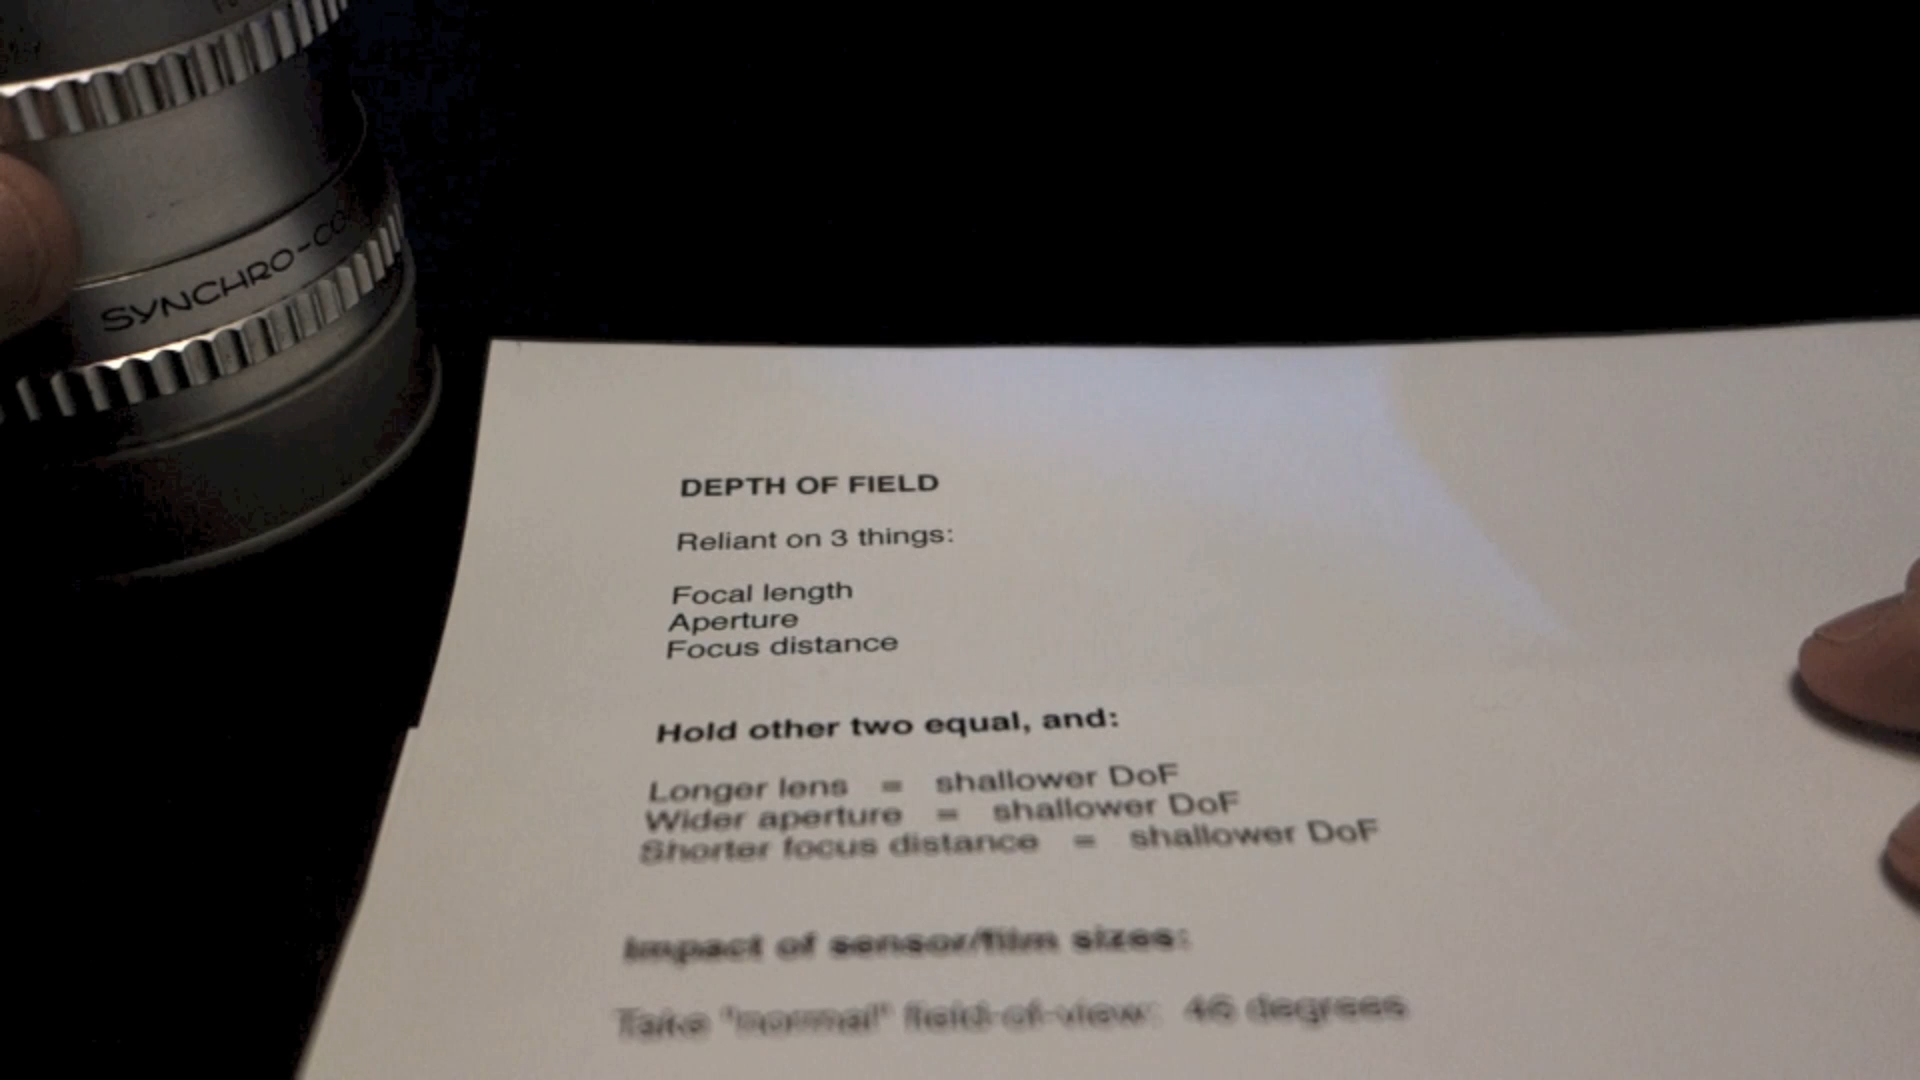 SYNCHRO-CO
DEPTH OF FIELD
Reliant on 3 things:
Focal length
Aperture
Focus distance
Hold other two equal, and:
Longer lens = shallower DoF
Wider aperture = shallower DoF
Shorter focus distance = shallower DoF
Impact of sensor/film sizes:
Take "normal" field-of-view: 46 degrees